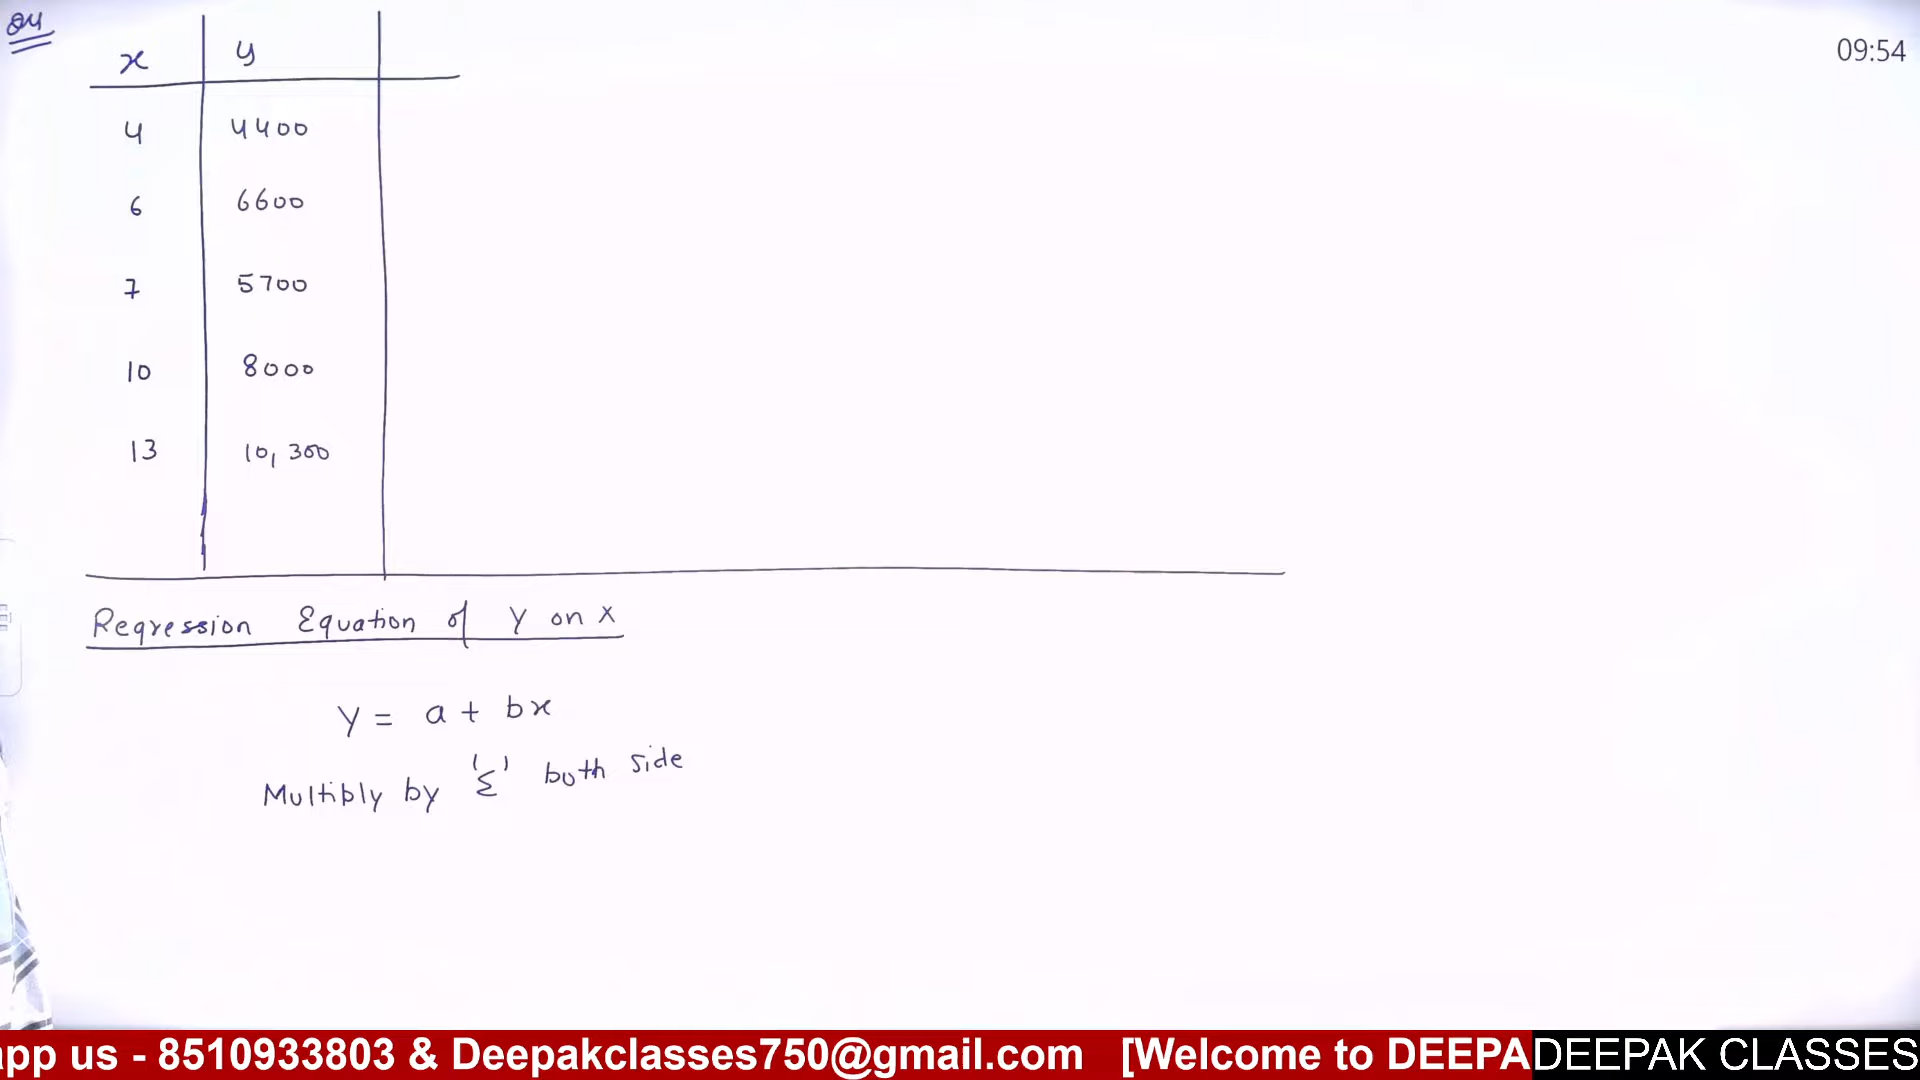 Q4
09:54
x y
4 4400
6 6600
7 5700
10 8000
13 10,300
Regression Equation of Y on X
Y = a + bx
Multibly by 'Σ' both side
app us - 8510933803 & Deepakclasses750@gmail.com [Welcome to DEEPA
DEEPAK CLASSES